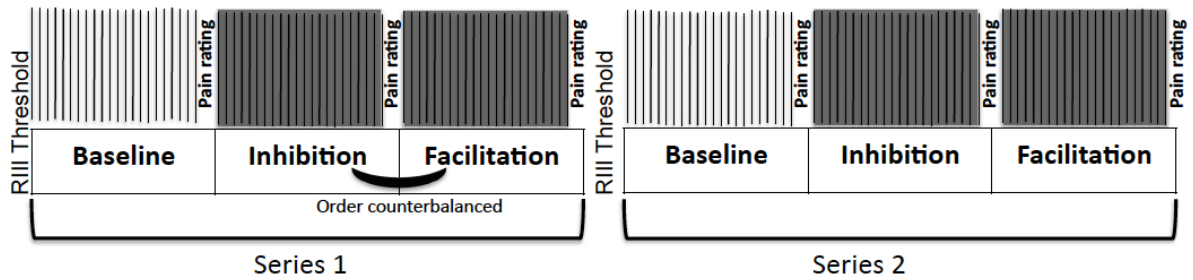 RIII Threshold
Pain rating
Pain rating
Pain rating
Baseline
Inhibition
Facilitation
Order counterbalanced
Series 1
RIII Threshold
Pain rating
Pain rating
Pain rating
Baseline
Inhibition
Facilitation
Series 2